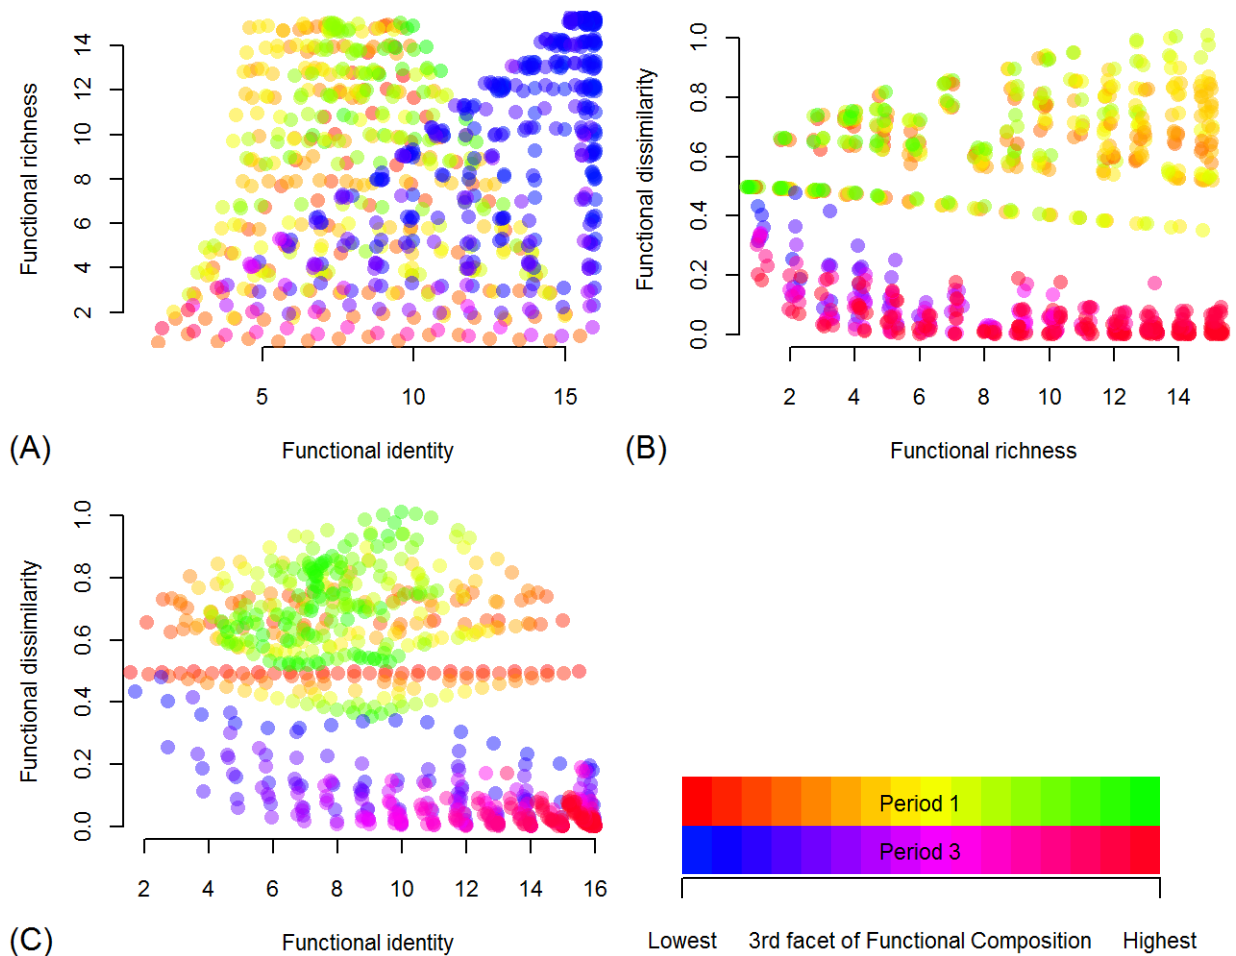 14
12
10
8
6
4
2
Functional richness
5
10
15
(A)
Functional identity
1.0
0.8
0.6
0.4
0.2
0.0
Functional dissimilarity
2
4
6
8
10
12
14
(B)
Functional richness
1.0
0.8
0.6
0.4
0.2
0.0
Functional dissimilarity
2
4
6
8
10
12
14
16
(C)
Functional identity
Period 1
Period 3
Lowest
3rd facet of Functional Composition
Highest